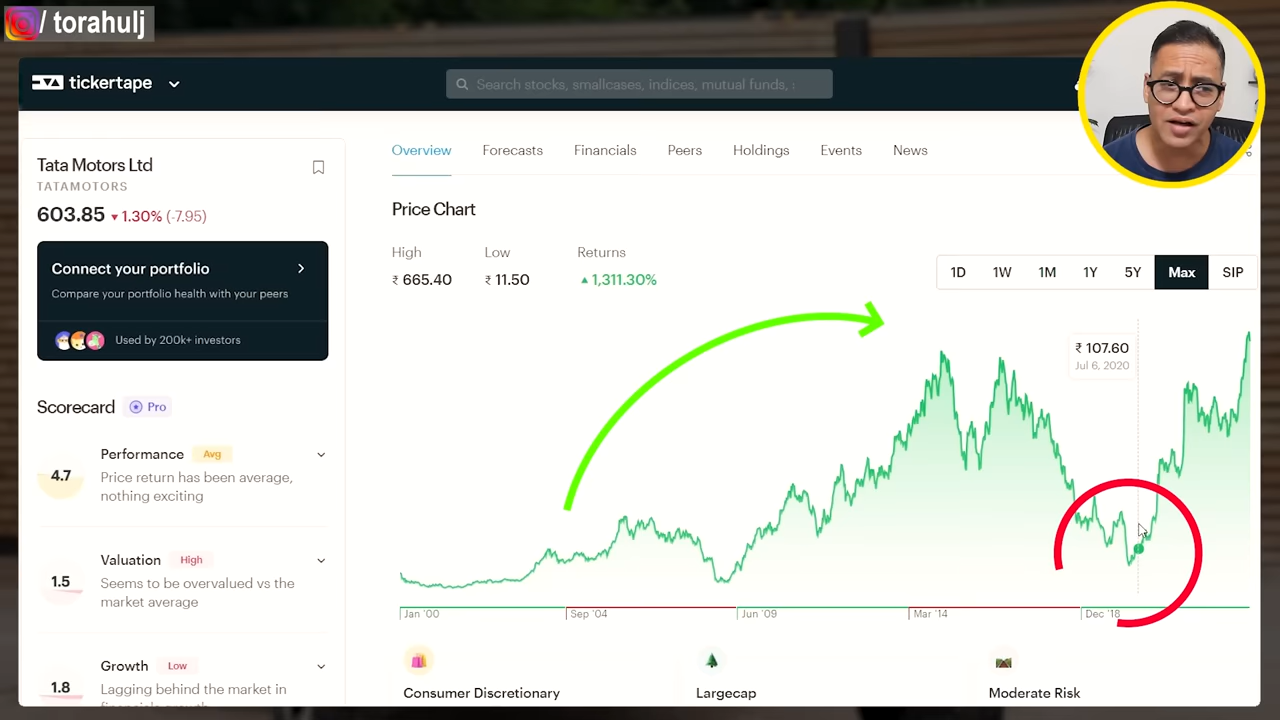 / torahulj
tickertape
Search stocks, smallcases, indices, mutual funds, :
Tata Motors Ltd
TATAMOTORS
603.85 ▾ 1.30% (-7.95)
Connect your portfolio
Compare your portfolio health with your peers
Used by 200k+ investors
Scorecard Pro
4.7
Performance Avg
Price return has been average,
nothing exciting
1.5
Valuation High
Seems to be overvalued vs the
market average
1.8
Growth Low
Lagging behind the market in
Overview Forecasts Financials Peers Holdings Events News
Price Chart
High Low Returns
₹ 665.40 ₹ 11.50 ▴ 1,311.30%
1D 1W 1M 1Y 5Y Max SIP
₹ 107.60
Jul 6, 2020
Jan '00 Sep '04 Jun '09 Mar '14 Dec '18
Consumer Discretionary Largecap Moderate Risk